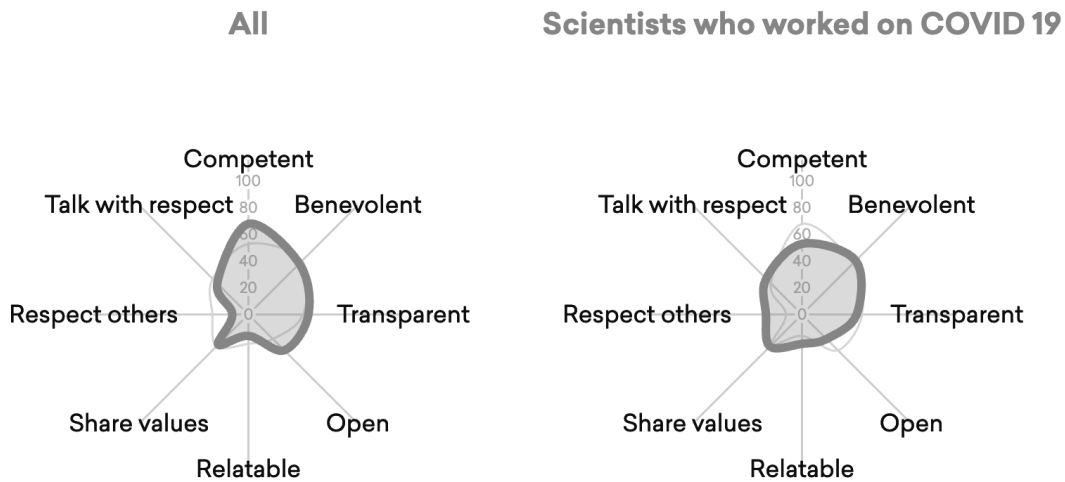 All
Competent
100
Talk with respect
80
Benevolent
60
40
20
Respect others
0
Transparent
Share values
Open
Relatable
Scientists who worked on COVID 19
Competent
100
Talk with respect
80
Benevolent
60
40
20
Respect others
0
Transparent
Share values
Open
Relatable